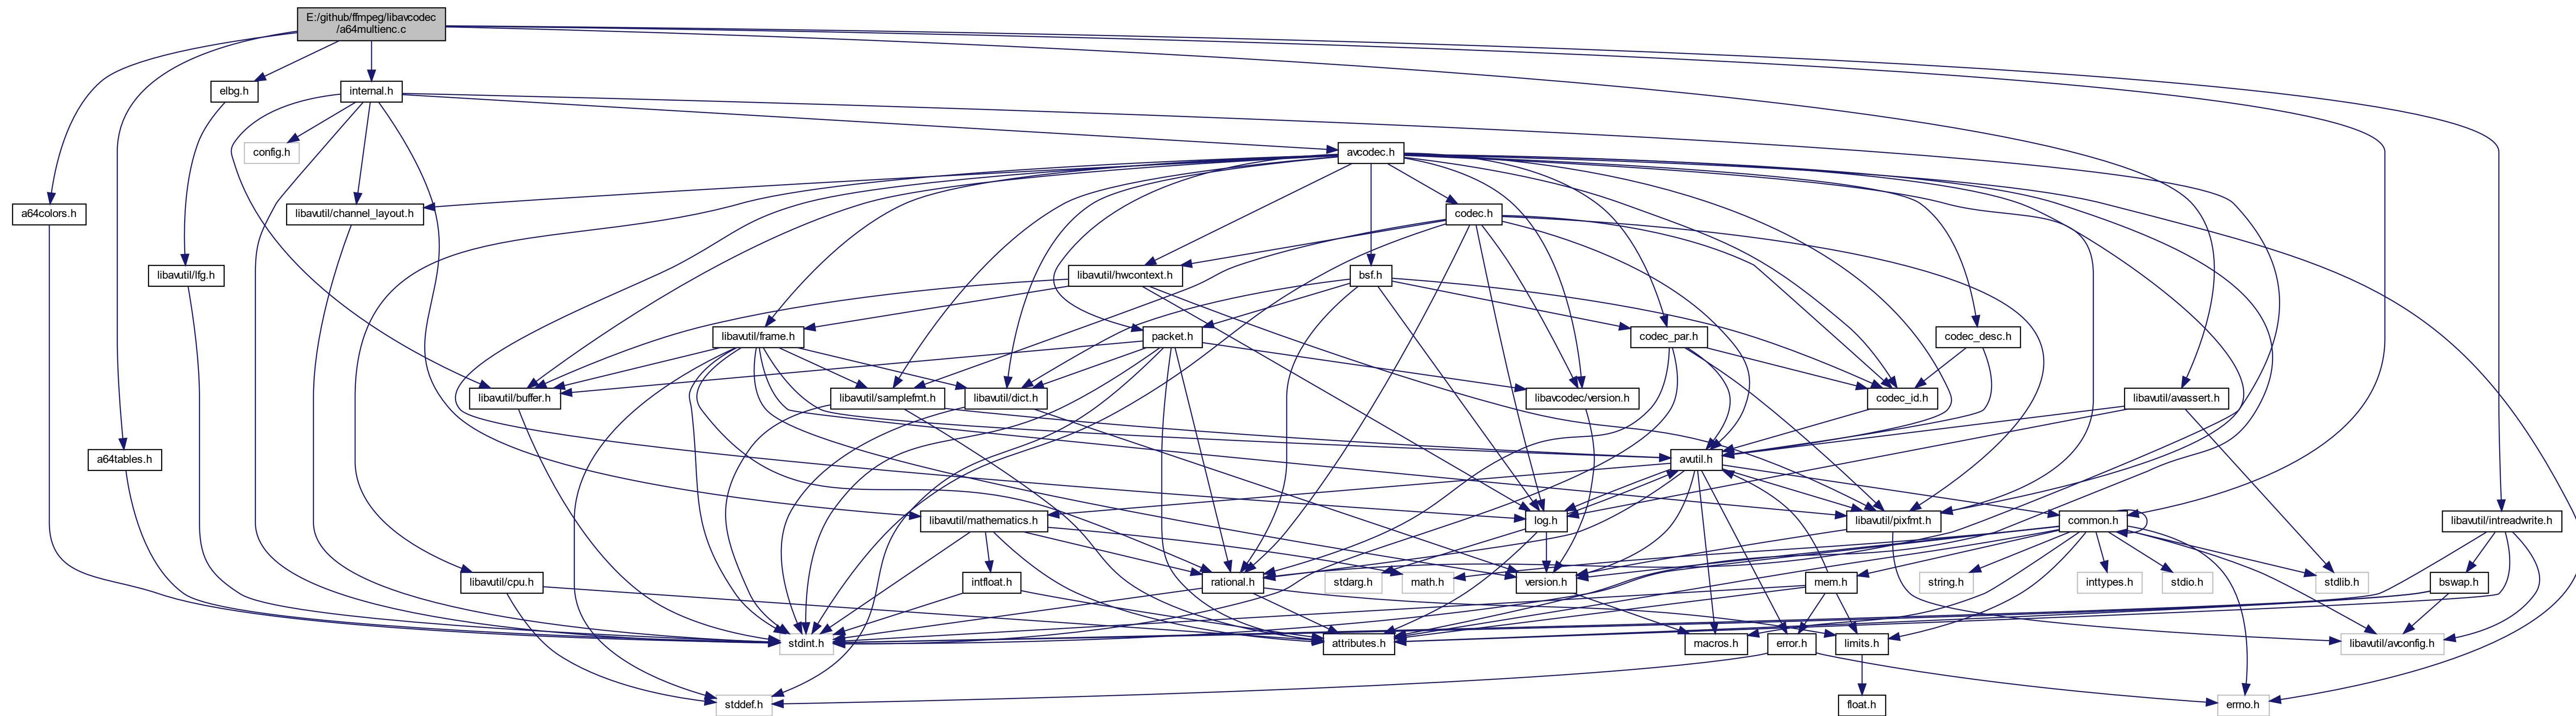 E:/github/ffmpeg/libavcodec
/a64multienc.c
elbg.h
internal.h
config.h
avcodec.h
a64colors.h
libavutil/channel_layout.h
codec.h
libavutil/lfg.h
libavutil/hwcontext.h
bsf.h
libavutil/frame.h
packet.h
codec_par.h
codec_desc.h
libavutil/buffer.h
libavutil/samplefmt.h
libavutil/dict.h
libavcodec/version.h
codec_id.h
libavutil/avassert.h
a64tables.h
avutil.h
libavutil/mathematics.h
log.h
libavutil/pixfmt.h
common.h
libavutil/intreadwrite.h
libavutil/cpu.h
intfloat.h
rational.h
stdarg.h
math.h
version.h
mem.h
string.h
inttypes.h
stdio.h
stdlib.h
bswap.h
stdint.h
attributes.h
macros.h
error.h
limits.h
libavutil/avconfig.h
stddef.h
float.h
errno.h